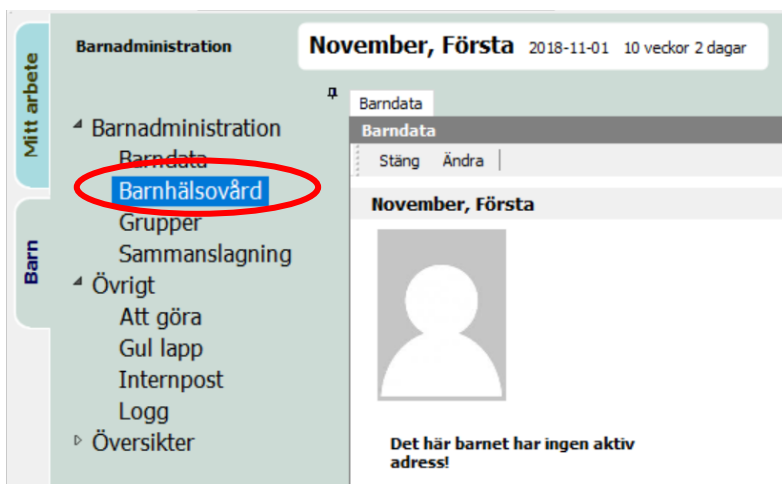 Mitt arbete
Barn
Barnadministration
November, Första 2018-11-01 10 veckor 2 dagar
Barnadministration
Barndata
Barnhälsovård
Grupper
Sammanslagning
Övrigt
Att göra
Gul lapp
Internpost
Logg
Översikter
Barndata
Barndata
Stäng Ändra
November, Första
Det här barnet har ingen aktiv
adress!